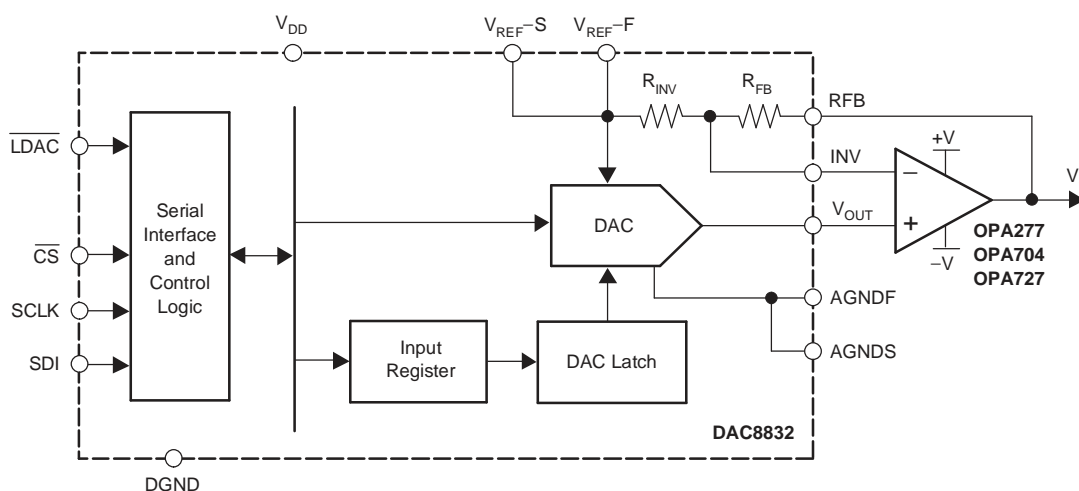 V_DD
V_REF−S
V_REF−F
R_INV
R_FB
RFB
INV
+V
−
+
−V
V
V_OUT
OPA277
OPA704
OPA727
AGNDF
AGNDS
LDAC
CS
SCLK
SDI
Serial
Interface
and
Control
Logic
DAC
Input
Register
DAC Latch
DAC8832
DGND